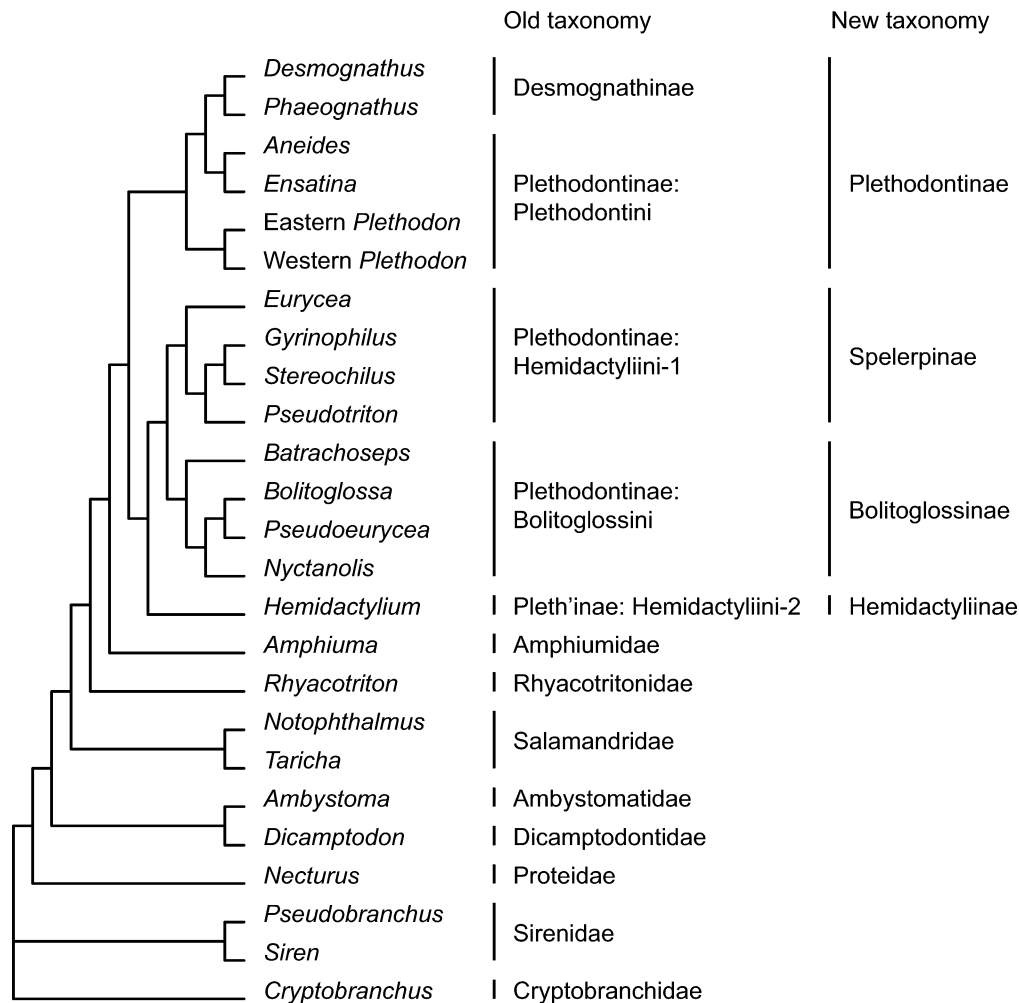 Old taxonomy
New taxonomy
Desmognathus
Phaeognathus
Desmognathinae
Aneides
Ensatina
Eastern Plethodon
Western Plethodon
Plethodontinae:
Plethodontini
Plethodontinae
Eurycea
Gyrinophilus
Stereochilus
Pseudotriton
Plethodontinae:
Hemidactyliini-1
Spelerpinae
Batrachoseps
Bolitoglossa
Pseudoeurycea
Nyctanolis
Plethodontinae:
Bolitoglossini
Bolitoglossinae
Hemidactylium
Pleth’inae: Hemidactyliini-2
Hemidactyliinae
Amphiuma
Amphiumidae
Rhyacotriton
Rhyacotritonidae
Notophthalmus
Taricha
Salamandridae
Ambystoma
Ambystomatidae
Dicamptodon
Dicamptodontidae
Necturus
Proteidae
Pseudobranchus
Siren
Sirenidae
Cryptobranchus
Cryptobranchidae